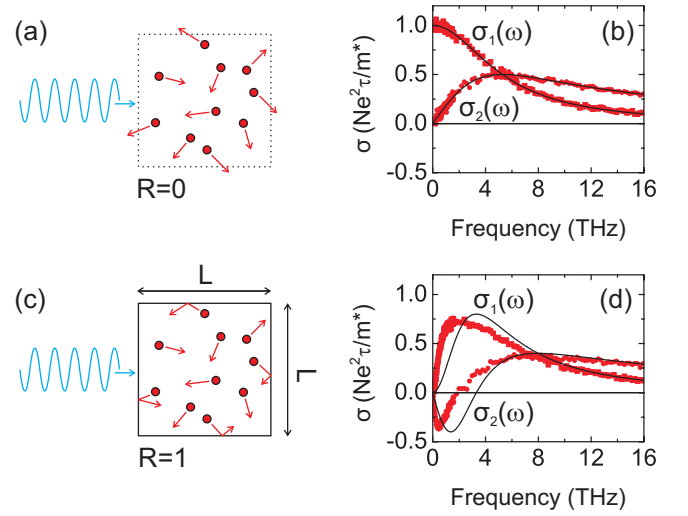 (a)
R=0
(b)
σ₁(ω)
σ₂(ω)
1.0
0.5
0.0
-0.5
0 4 8 12 16
σ (Ne²τ/m*)
Frequency (THz)
(c)
L
L
R=1
(d)
σ₁(ω)
σ₂(ω)
1.0
0.5
0.0
-0.5
0 4 8 12 16
σ (Ne²τ/m*)
Frequency (THz)